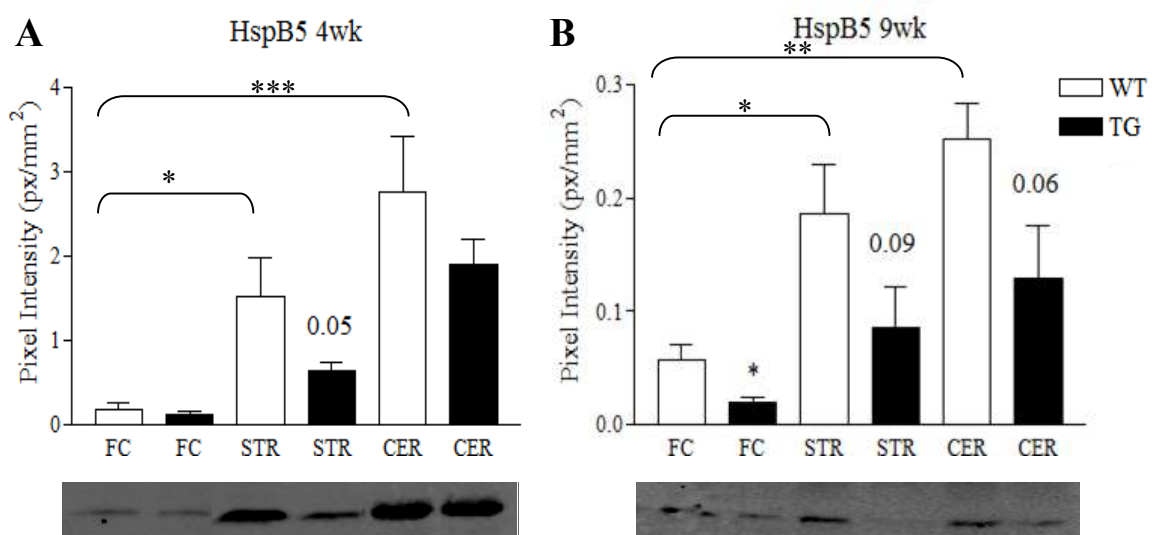 A
HspB5 4wk
Pixel Intensity (px/mm²)
4
3
2
1
0
***
*
0.05
FC FC STR STR CER CER
B
HspB5 9wk
Pixel Intensity (px/mm²)
0.3
0.2
0.1
0.0
**
*
*
0.09
0.06
FC FC STR STR CER CER
WT
TG